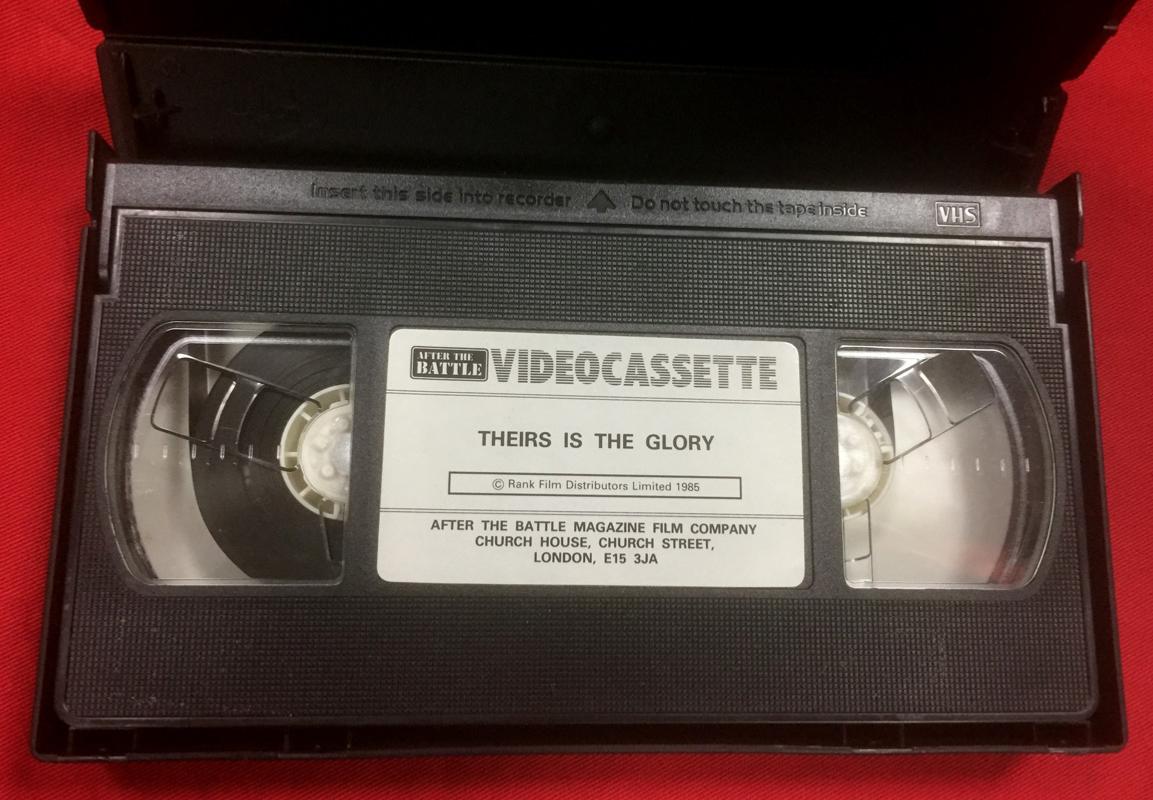 Insert this side into recorder Do not touch the tape inside VHS
AFTER THE
BATTLE
VIDEOCASSETTE
THEIRS IS THE GLORY
© Rank Film Distributors Limited 1985
AFTER THE BATTLE MAGAZINE FILM COMPANY
CHURCH HOUSE, CHURCH STREET,
LONDON, E15 3JA